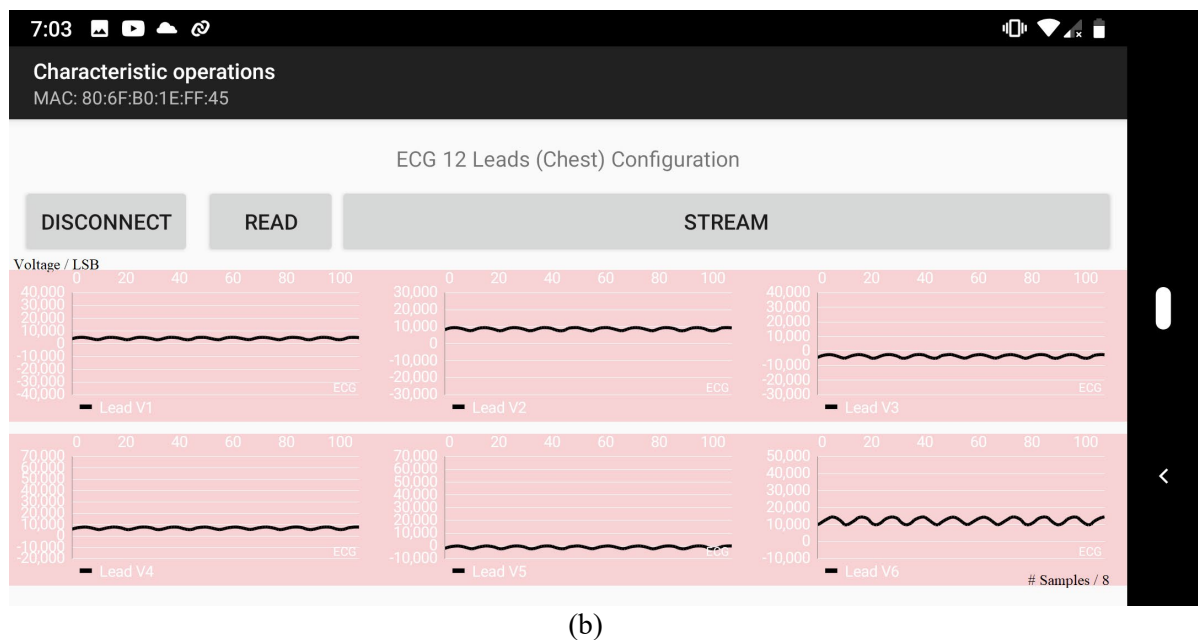 7:03
Characteristic operations
MAC: 80:6F:B0:1E:FF:45
ECG 12 Leads (Chest) Configuration
DISCONNECT READ STREAM
Voltage / LSB
0 20 40 60 80 100
40,000
30,000
20,000
10,000
0
-10,000
-20,000
-30,000
-40,000
ECG
Lead V1
0 20 40 60 80 100
30,000
20,000
10,000
0
-10,000
-20,000
-30,000
ECG
Lead V2
0 20 40 60 80 100
40,000
30,000
20,000
10,000
0
-10,000
-20,000
-30,000
ECG
Lead V3
0 20 40 60 80 100
70,000
60,000
50,000
40,000
30,000
20,000
10,000
0
-10,000
-20,000
ECG
Lead V4
0 20 40 60 80 100
70,000
60,000
50,000
40,000
30,000
20,000
10,000
0
-10,000
ECG
Lead V5
0 20 40 60 80 100
50,000
40,000
30,000
20,000
10,000
0
-10,000
ECG
Lead V6
# Samples / 8
(b)